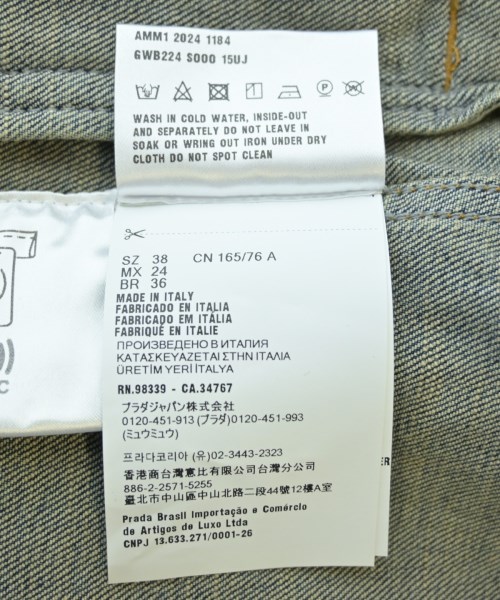 AMM1 2024 1184
GWB224 S000 15UJ
P
WASH IN COLD WATER, INSIDE-OUT
AND SEPARATELY DO NOT LEAVE IN
SOAK OR WRING OUT IRON UNDER DRY
CLOTH DO NOT SPOT CLEAN
SZ 38 CN 165/76 A
MX 24
BR 36
MADE IN ITALY
FABRICADO EN ITALIA
FABRICADO EM ITÁLIA
FABRIQUÉ EN ITALIE
ПРОИЗВЕДЕНО В ИТАЛИЯ
ΚΑΤΑΣΚΕΥΑΖΕΤΑΙ ΣΤΗΝ ΙΤΑΛΙΑ
ÜRETİM YERİ İTALYA
RN.98339 - CA.34767
プラダジャパン株式会社
0120-451-913 (プラダ)0120-451-993
(ミュウミュウ)
프라다코리아 (유)02-3443-2323
香港商台灣意比有限公司台灣分公司
886-2-2571-5255
臺北市中山區中山北路二段44號12樓A室
Prada Brasil Importação e Comércio
de Artigos de Luxo Ltda
CNPJ 13.633.271/0001-26
ER
C